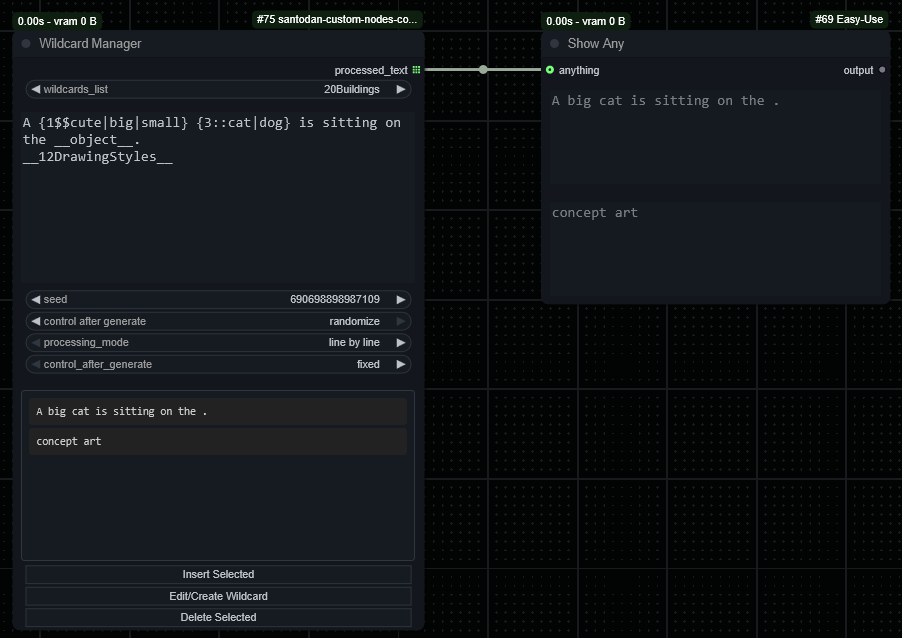 0.00s - vram 0 B
#75 santodan-custom-nodes-co...
Wildcard Manager
processed_text
wildcards_list 20Buildings
A {1$$cute|big|small} {3::cat|dog} is sitting on
the __object__.
__12DrawingStyles__
seed 690698898987109
control after generate randomize
processing_mode line by line
control_after_generate fixed
A big cat is sitting on the .
concept art
Insert Selected
Edit/Create Wildcard
Delete Selected
0.00s - vram 0 B
#69 Easy-Use
Show Any
anything output
A big cat is sitting on the .
concept art